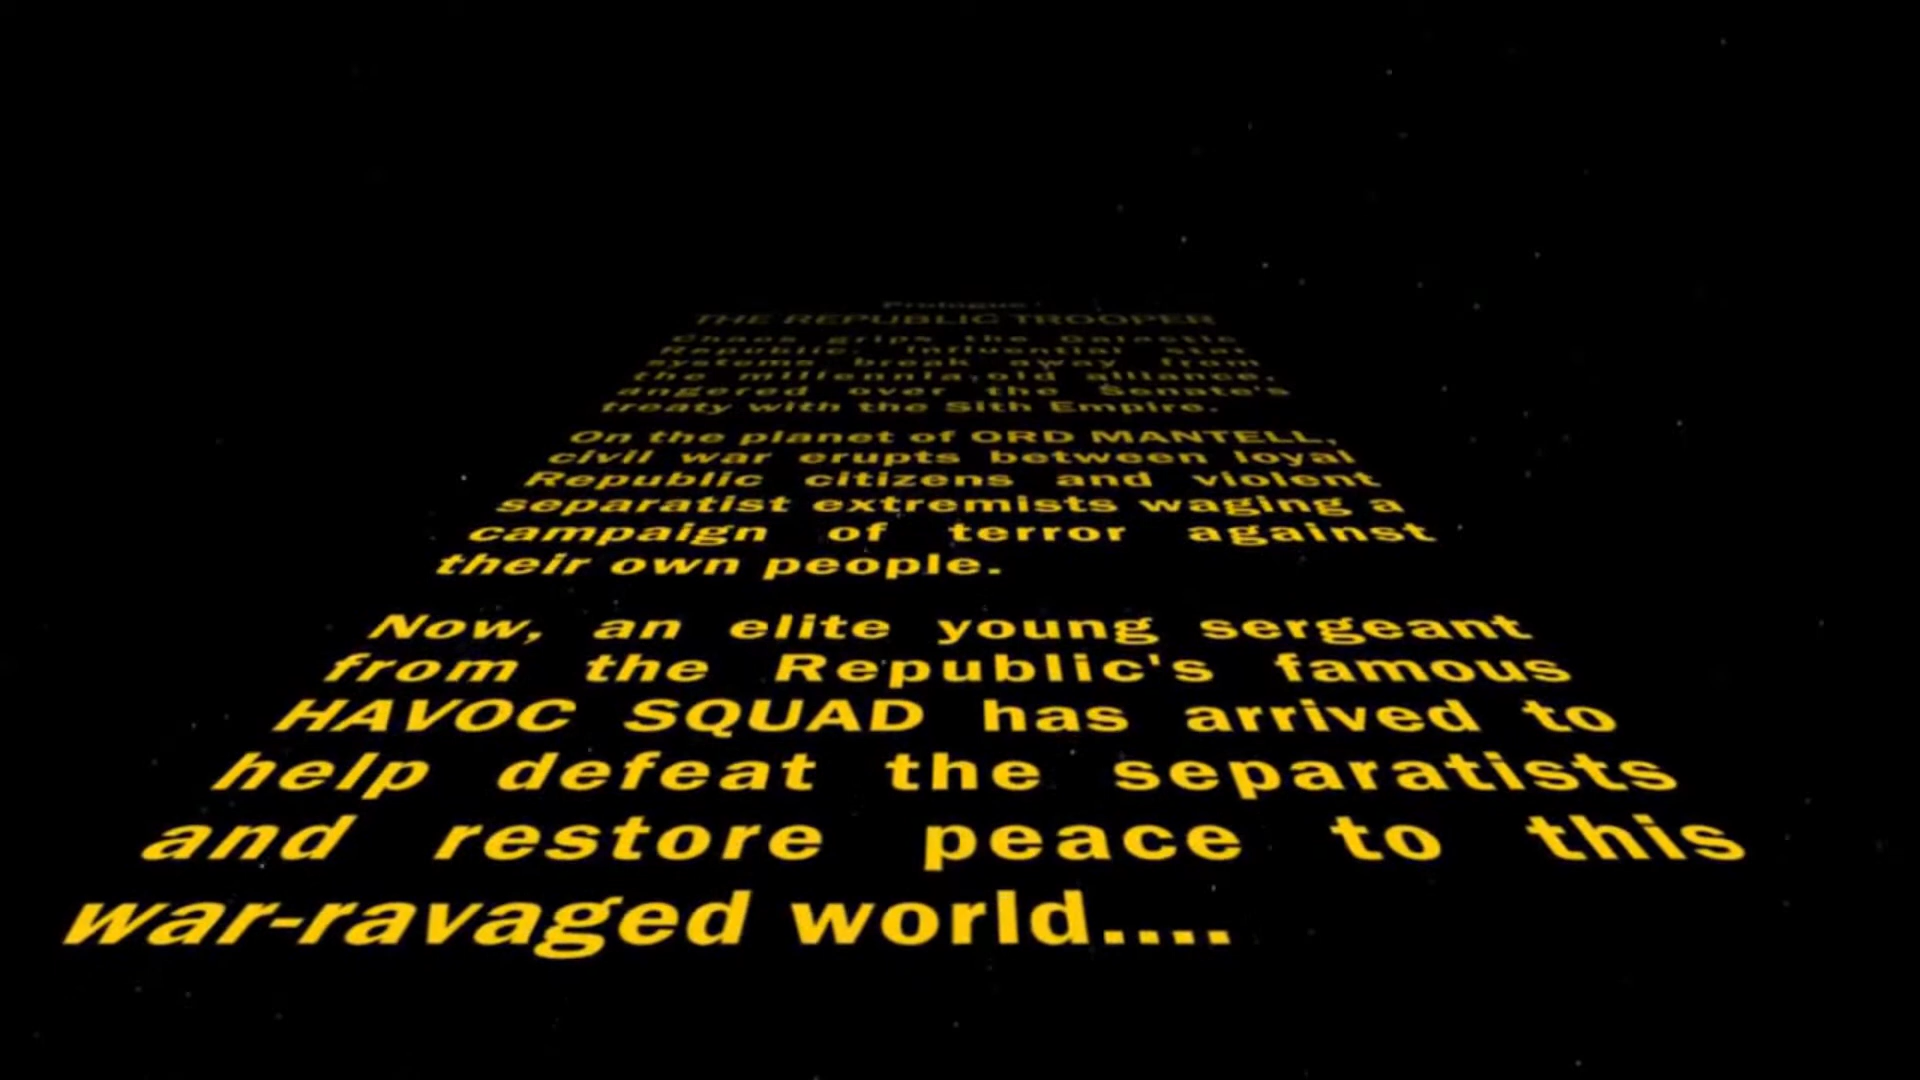 Prologue:
THE REPUBLIC TROOPER
Chaos grips the Galactic
Republic. Influential star
systems break away from
the millennia-old alliance,
angered over the Senate's
treaty with the Sith Empire.
On the planet of ORD MANTELL,
civil war erupts between loyal
Republic citizens and violent
separatist extremists waging a
campaign of terror against
their own people.
Now, an elite young sergeant
from the Republic's famous
HAVOC SQUAD has arrived to
help defeat the separatists
and restore peace to this
war-ravaged world....